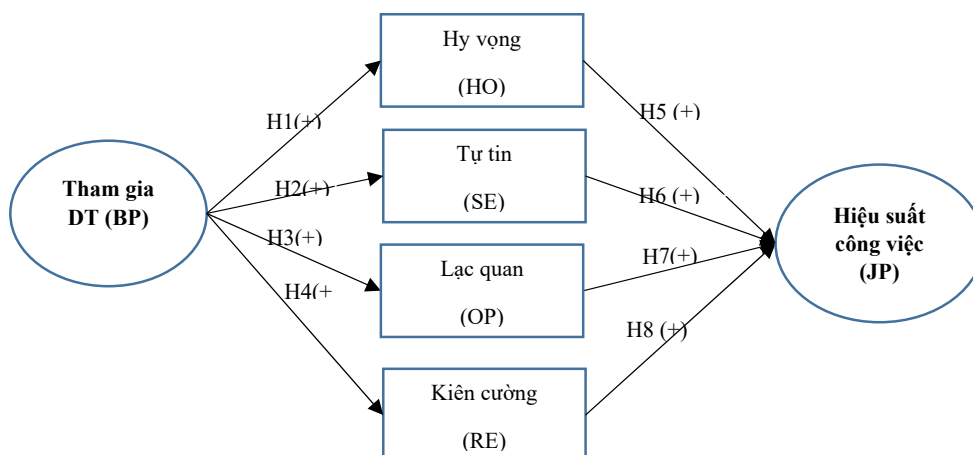 Hy vọng
(HO)
H1(+)
H5 (+)
Tự tin
(SE)
Tham gia
DT (BP)
H2(+)
H6 (+)
Hiệu suất
công việc
(JP)
H3(+)
H7(+)
Lạc quan
(OP)
H4(+
H8 (+)
Kiên cường
(RE)